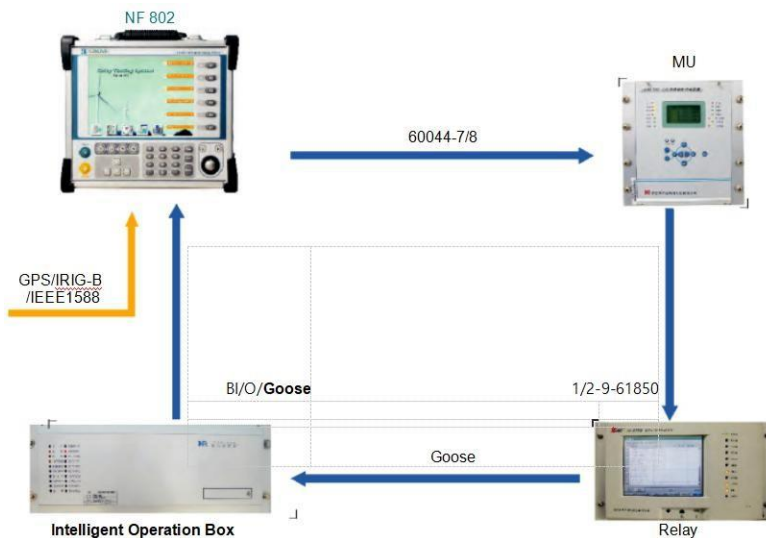 NF 802
MU
60044-7/8
GPS/IRIG-B
/IEEE1588
BI/O/Goose
1/2-9-61850
Goose
Intelligent Operation Box
Relay